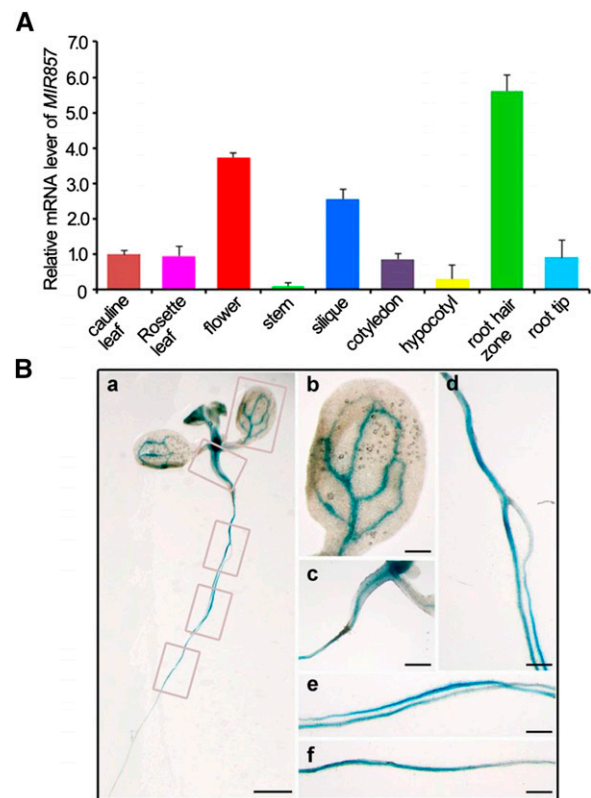 A
Relative mRNA lever of MIR857
7.0
6.0
5.0
4.0
3.0
2.0
1.0
0
cauline
leaf
Rosette
leaf
flower
stem
silique
cotyledon
hypocotyl
root hair
zone
root tip
B
a
b
c
d
e
f